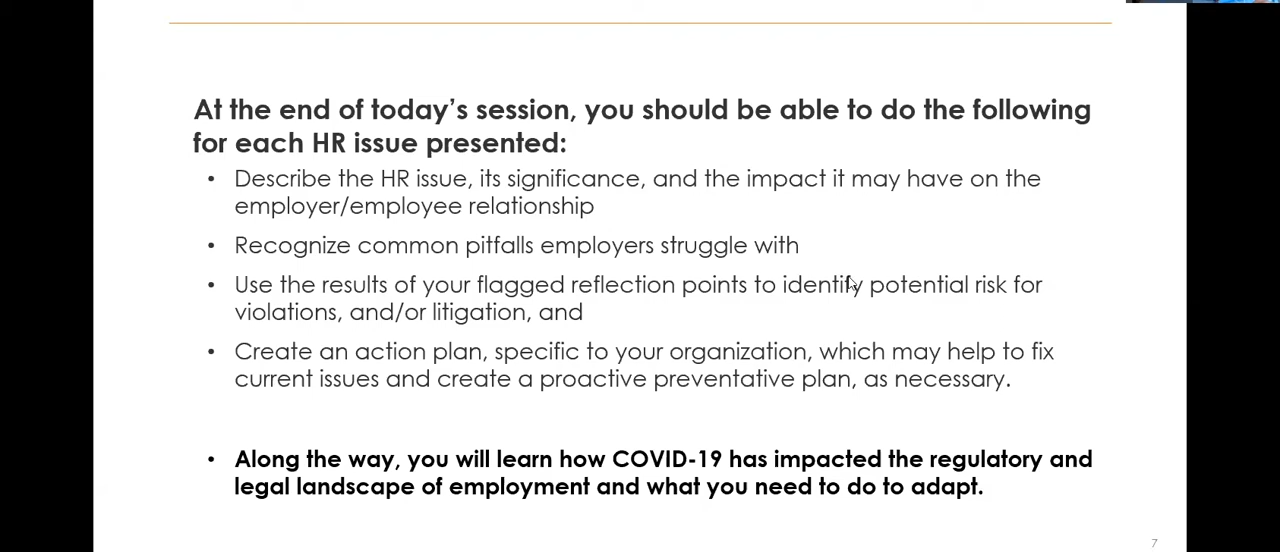 At the end of today’s session, you should be able to do the following
for each HR issue presented:
• Describe the HR issue, its significance, and the impact it may have on the
employer/employee relationship
• Recognize common pitfalls employers struggle with
• Use the results of your flagged reflection points to identify potential risk for
violations, and/or litigation, and
• Create an action plan, specific to your organization, which may help to fix
current issues and create a proactive preventative plan, as necessary.
• Along the way, you will learn how COVID-19 has impacted the regulatory and
legal landscape of employment and what you need to do to adapt.
7